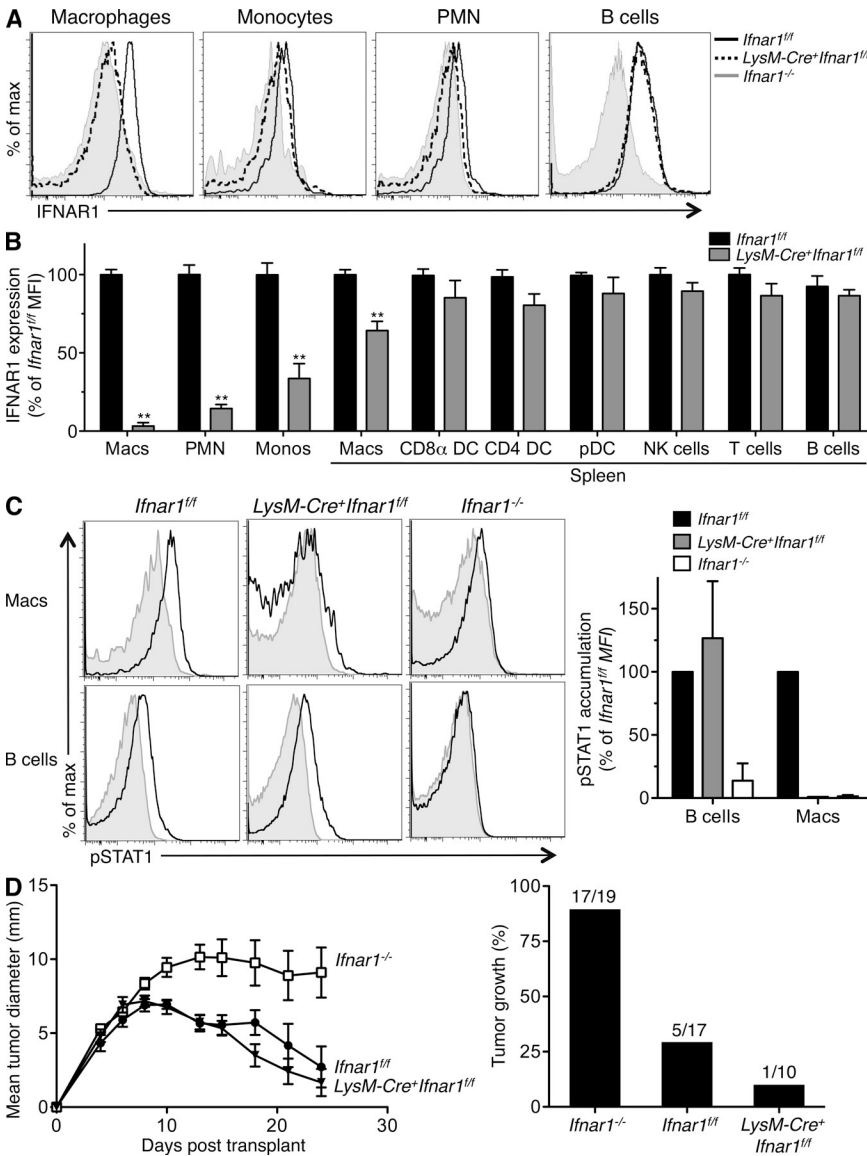 A
Macrophages Monocytes PMN B cells
% of max
IFNAR1
Ifnar1f/f
LysM-Cre+Ifnar1f/f
Ifnar1-/-
B
IFNAR1 expression
(% of Ifnar1f/f MFI)
100
50
0
Ifnar1f/f
LysM-Cre+Ifnar1f/f
** ** ** **
Macs PMN Monos Macs CD8α DC CD4 DC pDC NK cells T cells B cells
Spleen
C
Ifnar1f/f LysM-Cre+Ifnar1f/f Ifnar1-/-
Macs
B cells
% of max
pSTAT1
Ifnar1f/f
LysM-Cre+Ifnar1f/f
Ifnar1-/-
pSTAT1 accumulation
(% of Ifnar1f/f MFI)
150
100
50
0
B cells Macs
D
Mean tumor diameter (mm)
15
10
5
0
0 10 20 30
Days post transplant
Ifnar1-/-
Ifnar1f/f
LysM-Cre+Ifnar1f/f
Tumor growth (%)
100
75
50
25
0
17/19
5/17
1/10
Ifnar1-/- Ifnar1f/f LysM-Cre+
Ifnar1f/f